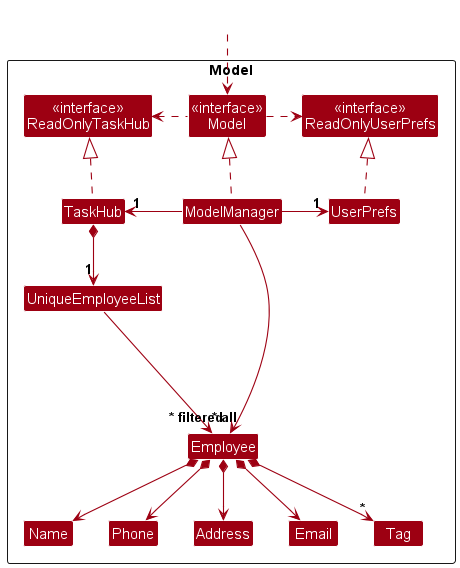 Model
«interface»
ReadOnlyTaskHub
«interface»
Model
«interface»
ReadOnlyUserPrefs
TaskHub
1
ModelManager
1
UserPrefs
1
UniqueEmployeeList
* all
* filtered
Employee
*
Name
Phone
Address
Email
Tag